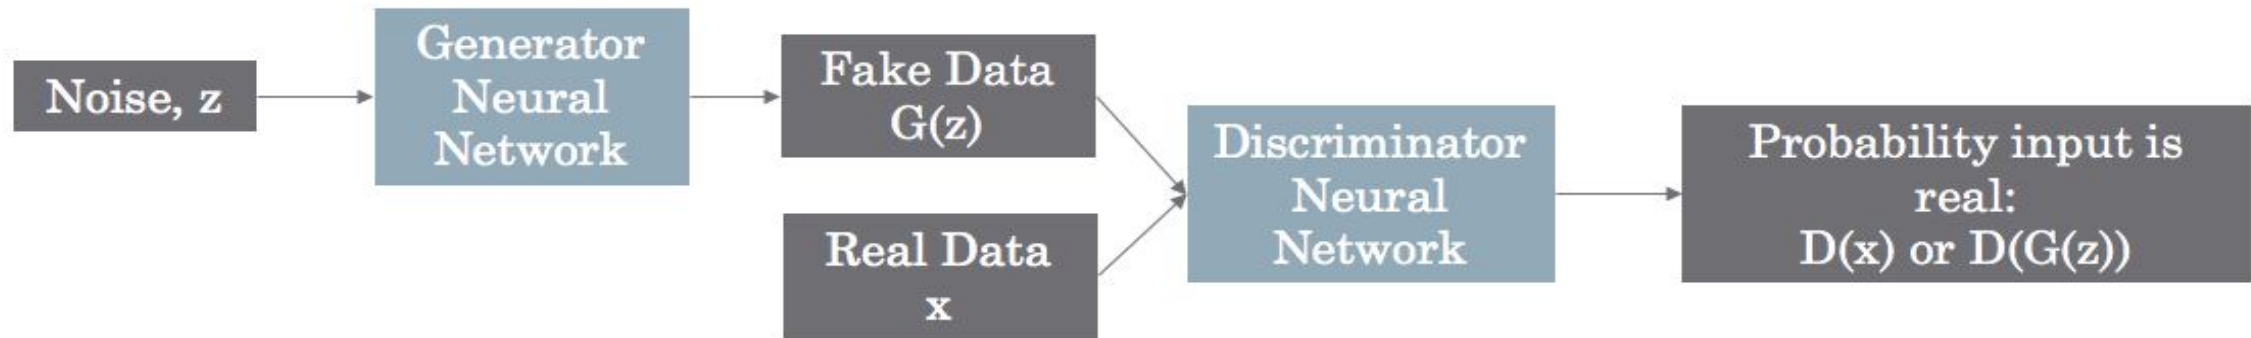 Noise, z
Generator
Neural
Network
Fake Data
G(z)
Real Data
x
Discriminator
Neural
Network
Probability input is
real:
D(x) or D(G(z))